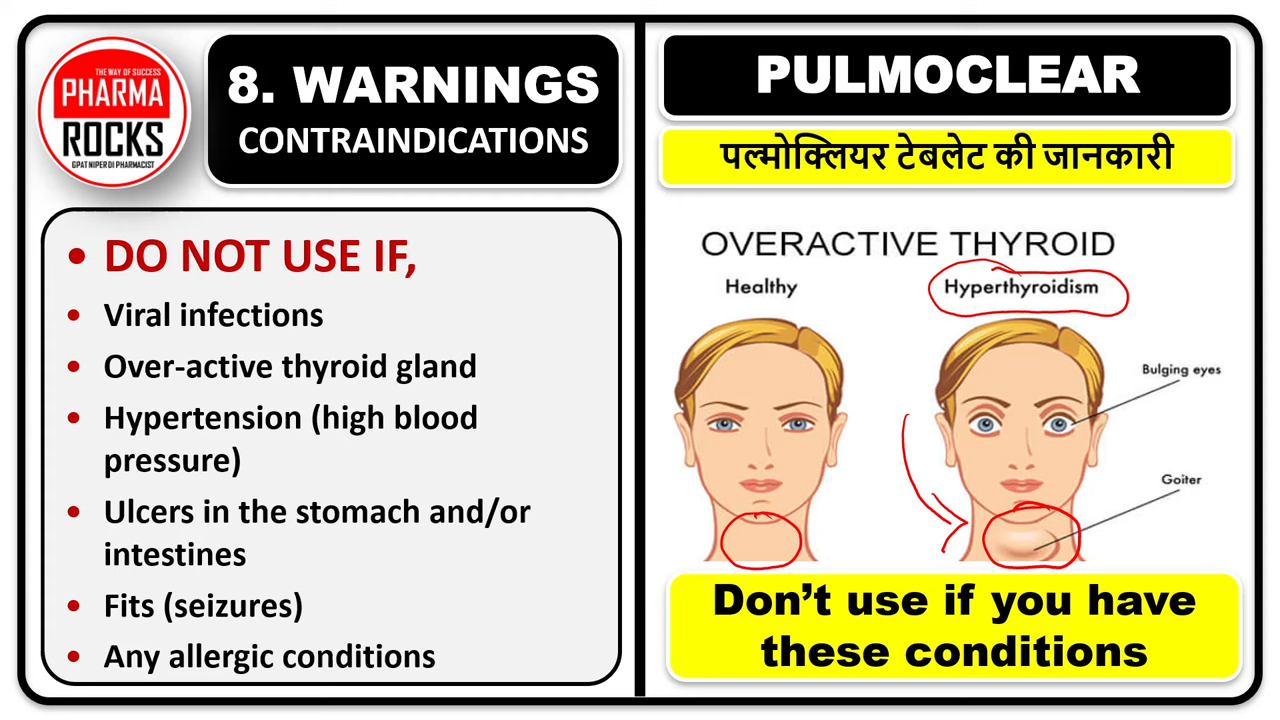 THE WAY OF SUCCESS
PHARMA
ROCKS
GPAT NIPER DI PHARMACIST
8. WARNINGS
CONTRAINDICATIONS
• DO NOT USE IF,
• Viral infections
• Over-active thyroid gland
• Hypertension (high blood
pressure)
• Ulcers in the stomach and/or
intestines
• Fits (seizures)
• Any allergic conditions
PULMOCLEAR
पल्मोक्लियर टेबलेट की जानकारी
OVERACTIVE THYROID
Healthy
Hyperthyroidism
Bulging eyes
Goiter
Don’t use if you have
these conditions